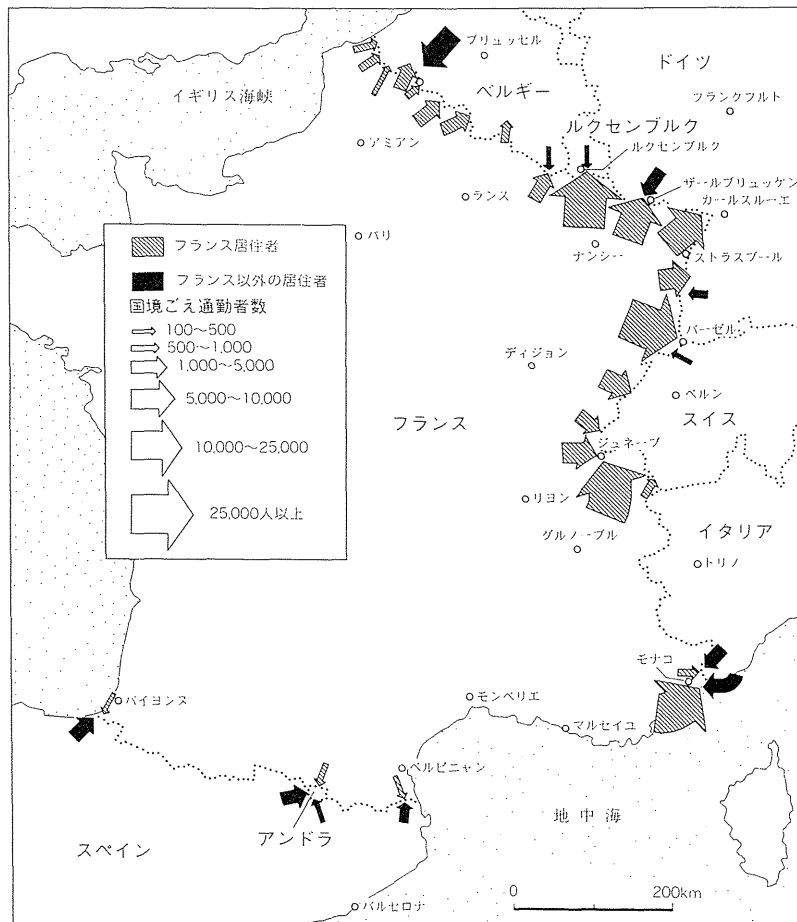 ブリュッセル
ドイツ
イギリス海峡
ベルギー
フランクフルト
ルクセンブルク
アミアン
ルクセンブルク
ザールブリュッケン
ランス
カールスルーエ
パリ
ナンシー
ストラスブール
フランス居住者
フランス以外の居住者
国境ごえ通勤者数
100〜500
500〜1,000
1,000〜5,000
5,000〜10,000
10,000〜25,000
25,000人以上
バーゼル
ディジョン
ベルン
フランス
スイス
ジュネーブ
リヨン
イタリア
グルノーブル
トリノ
モナコ
バイヨンヌ
モンペリエ
マルセイユ
ペルピニャン
地中海
アンドラ
スペイン
0
200km
バルセロナ